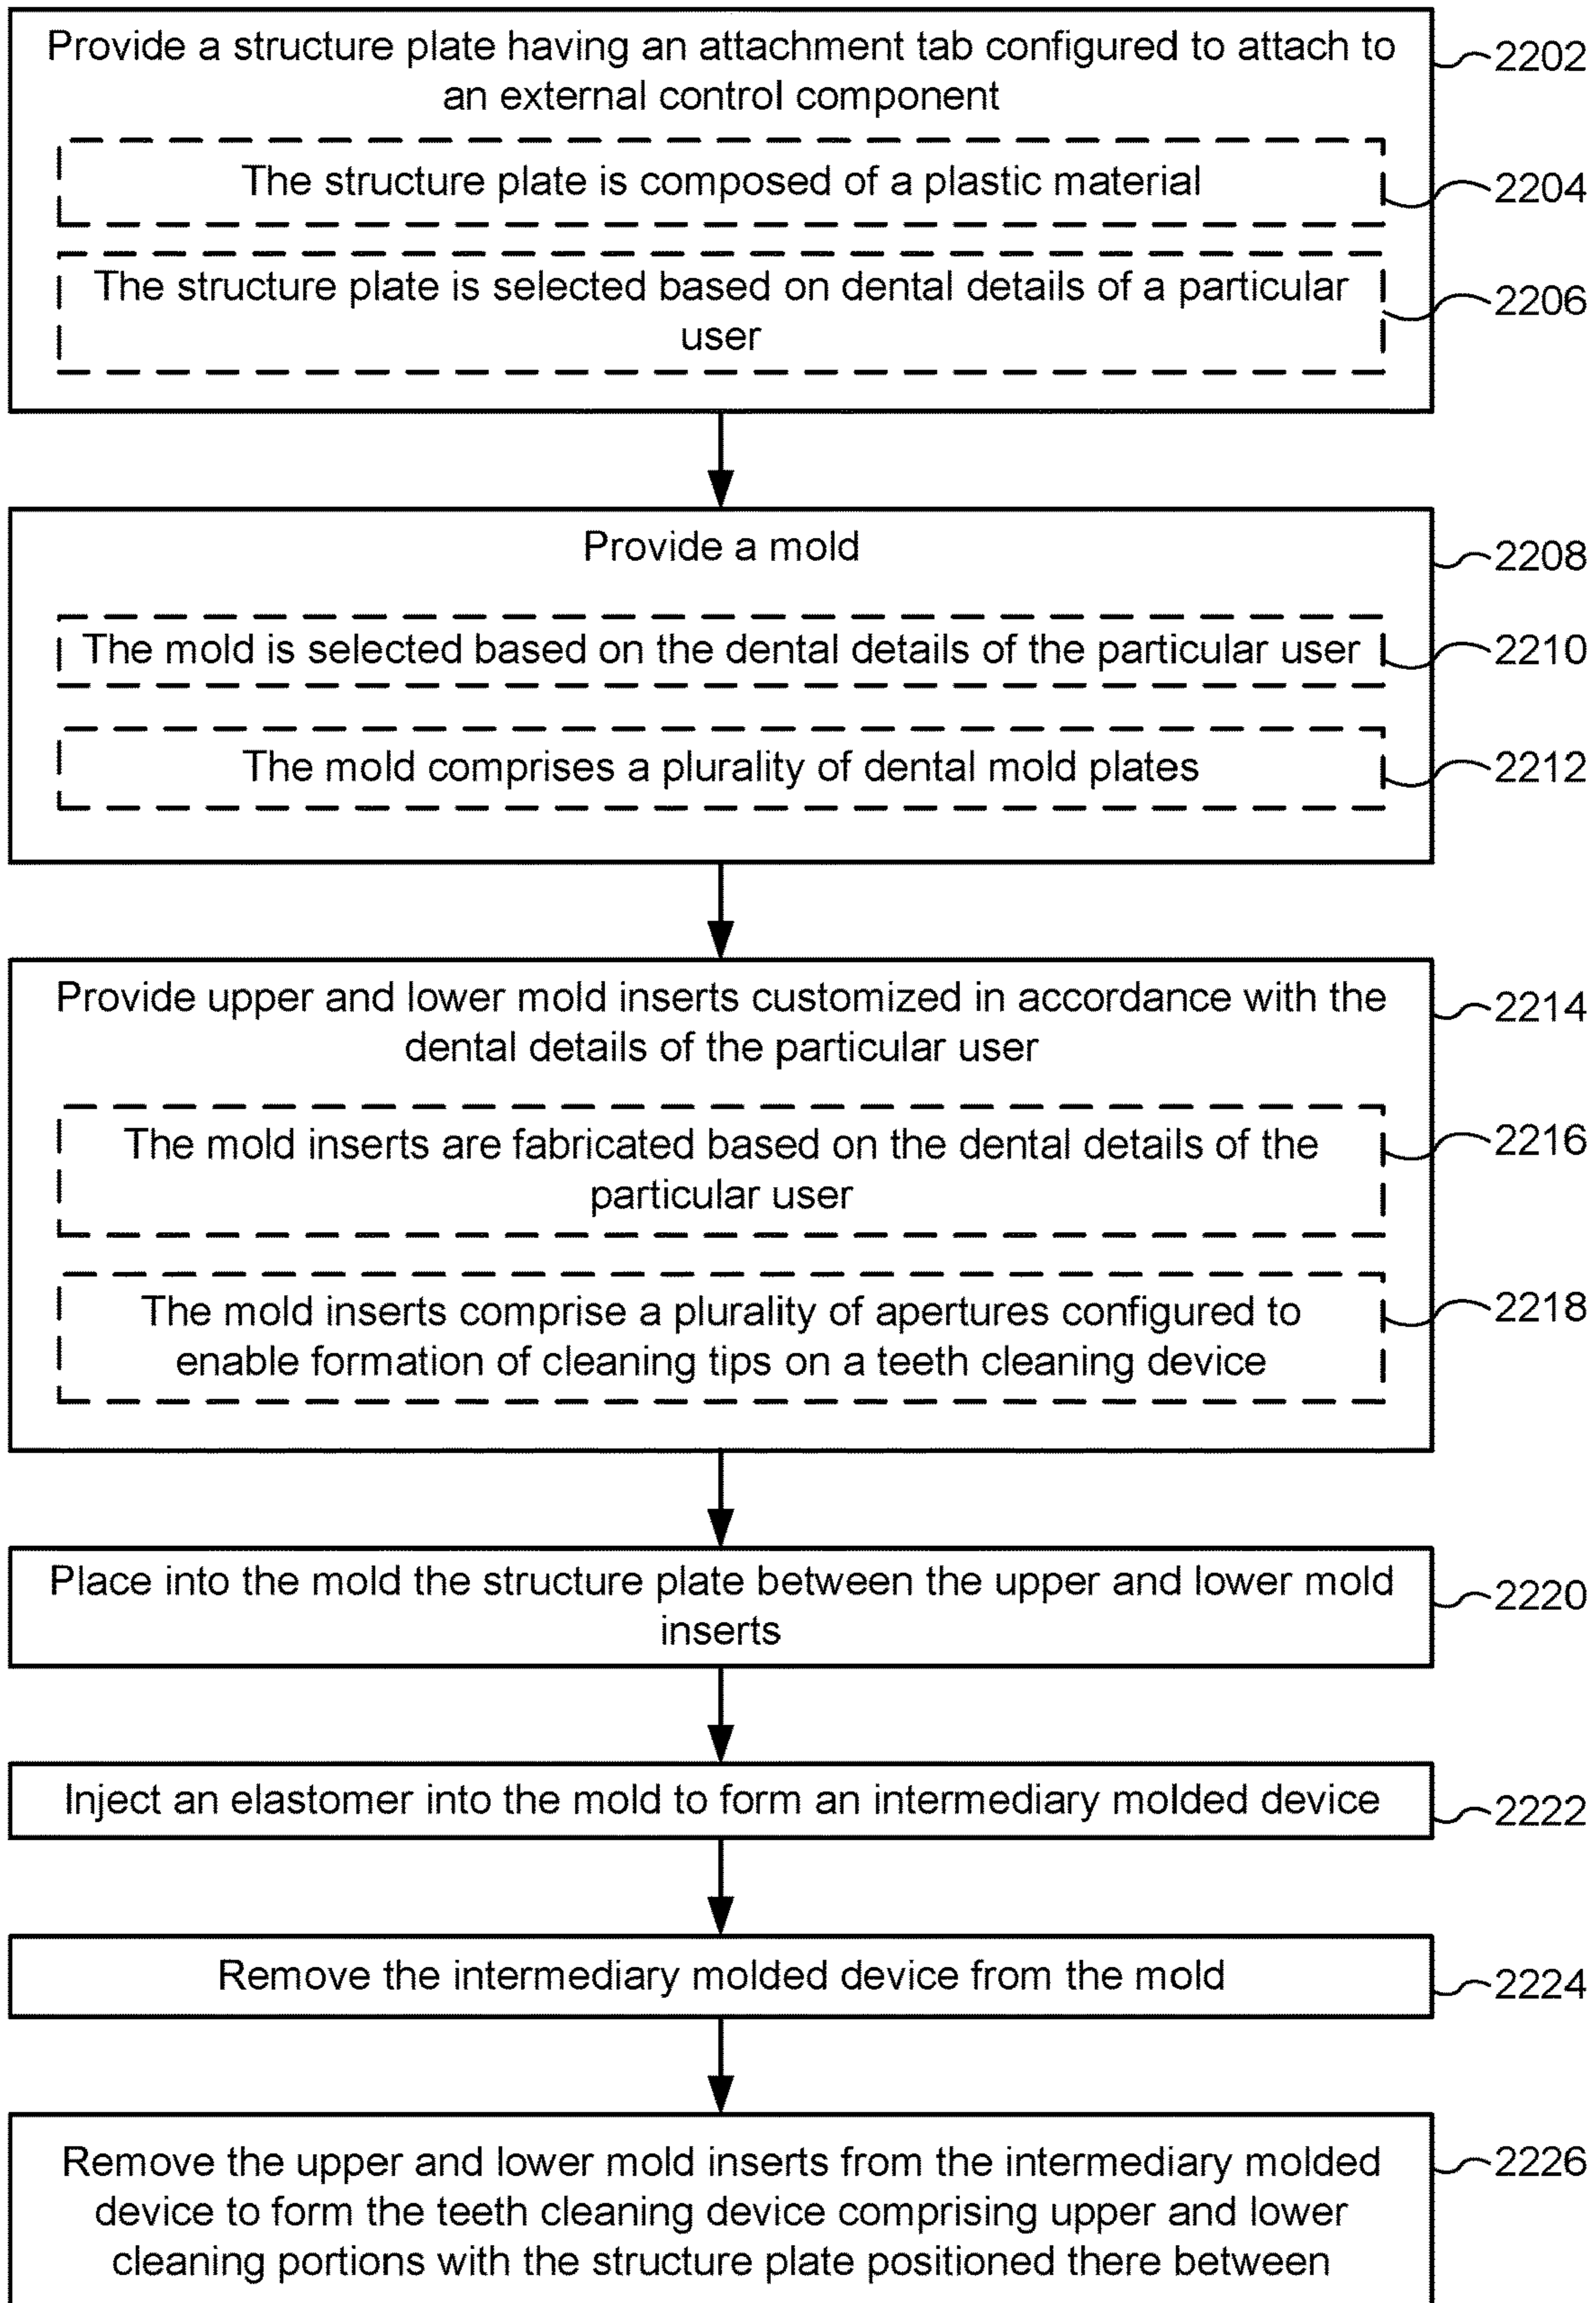 Provide a structure plate having an attachment tab configured to attach to
an external control component
2202
The structure plate is composed of a plastic material
2204
The structure plate is selected based on dental details of a particular
user
2206
Provide a mold
2208
The mold is selected based on the dental details of the particular user
2210
The mold comprises a plurality of dental mold plates
2212
Provide upper and lower mold inserts customized in accordance with the
dental details of the particular user
2214
The mold inserts are fabricated based on the dental details of the
particular user
2216
The mold inserts comprise a plurality of apertures configured to
enable formation of cleaning tips on a teeth cleaning device
2218
Place into the mold the structure plate between the upper and lower mold
inserts
2220
Inject an elastomer into the mold to form an intermediary molded device
2222
Remove the intermediary molded device from the mold
2224
Remove the upper and lower mold inserts from the intermediary molded
device to form the teeth cleaning device comprising upper and lower
cleaning portions with the structure plate positioned there between
2226